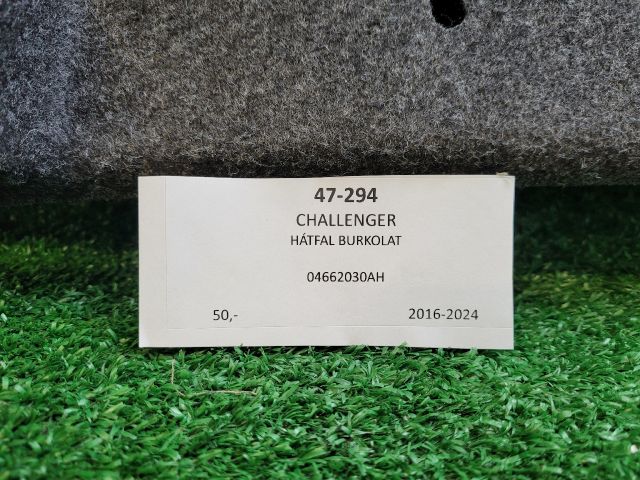 47-294
CHALLENGER
HÁTFAL BURKOLAT
04662030AH
50,- 2016-2024